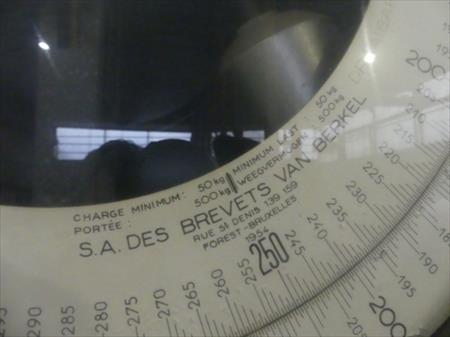 CHARGE MINIMUM: 50 kg MINIMUM LAST : 50 kg
PORTÉE : 500 kg WEEGVERMOGEN : 500 kg
S.A. DES BREVETS VAN BERKEL
RUE St DENIS 139 159
FOREST-BRUXELLES
1954
290 285 280 275 270 265 260 255 250 245 240 235 230 225 220 215 210 205 200
200 195 190